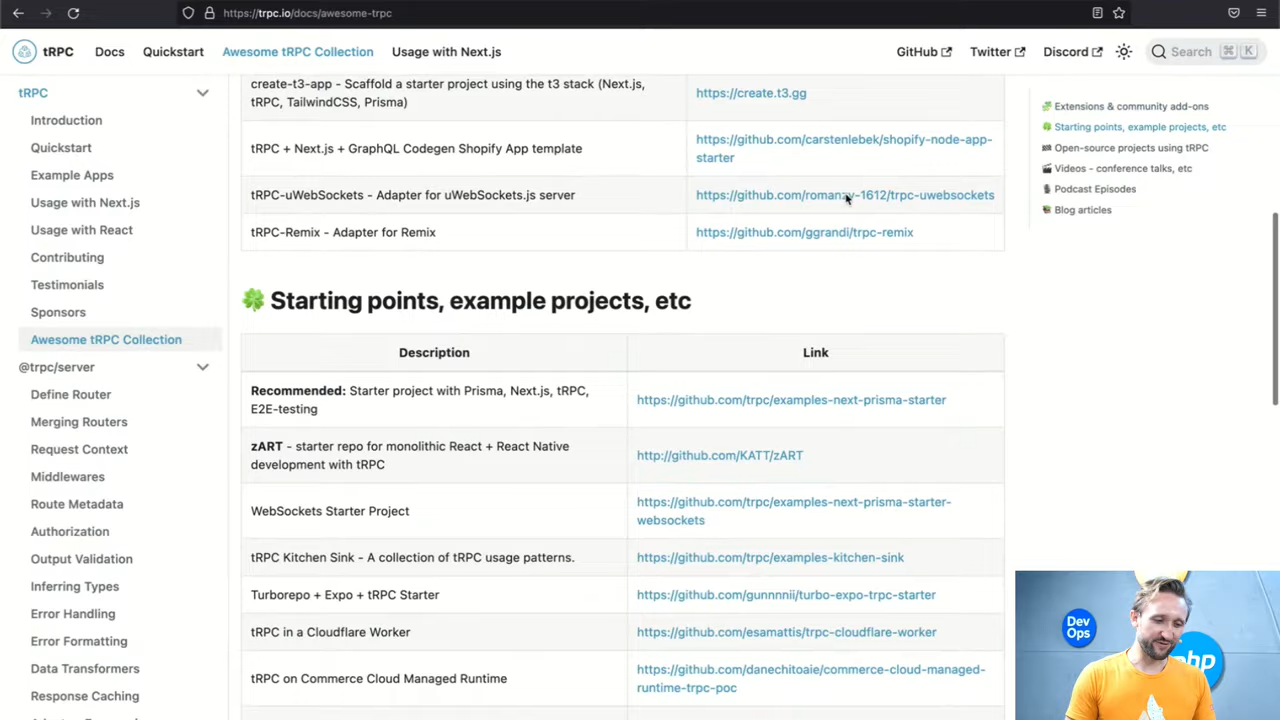 https://trpc.io/docs/awesome-trpc
tRPC
Docs
Quickstart
Awesome tRPC Collection
Usage with Next.js
GitHub
Twitter
Discord
Search
⌘
K
tRPC
Introduction
Quickstart
Example Apps
Usage with Next.js
Usage with React
Contributing
Testimonials
Sponsors
Awesome tRPC Collection
@trpc/server
Define Router
Merging Routers
Request Context
Middlewares
Route Metadata
Authorization
Output Validation
Inferring Types
Error Handling
Error Formatting
Data Transformers
Response Caching
create-t3-app - Scaffold a starter project using the t3 stack (Next.js,
tRPC, TailwindCSS, Prisma)
https://create.t3.gg
tRPC + Next.js + GraphQL Codegen Shopify App template
https://github.com/carstenlebek/shopify-node-app-
starter
tRPC-uWebSockets - Adapter for uWebSockets.js server
https://github.com/romanzy-1612/trpc-uwebsockets
tRPC-Remix - Adapter for Remix
https://github.com/ggrandi/trpc-remix
Starting points, example projects, etc
Description
Link
Recommended: Starter project with Prisma, Next.js, tRPC,
E2E-testing
https://github.com/trpc/examples-next-prisma-starter
zART - starter repo for monolithic React + React Native
development with tRPC
http://github.com/KATT/zART
WebSockets Starter Project
https://github.com/trpc/examples-next-prisma-starter-
websockets
tRPC Kitchen Sink - A collection of tRPC usage patterns.
https://github.com/trpc/examples-kitchen-sink
Turborepo + Expo + tRPC Starter
https://github.com/gunnnnii/turbo-expo-trpc-starter
tRPC in a Cloudflare Worker
https://github.com/esamattis/trpc-cloudflare-worker
tRPC on Commerce Cloud Managed Runtime
https://github.com/danechitoaie/commerce-cloud-managed-
runtime-trpc-poc
Extensions & community add-ons
Starting points, example projects, etc
Open-source projects using tRPC
Videos - conference talks, etc
Podcast Episodes
Blog articles
Dev
Ops
php